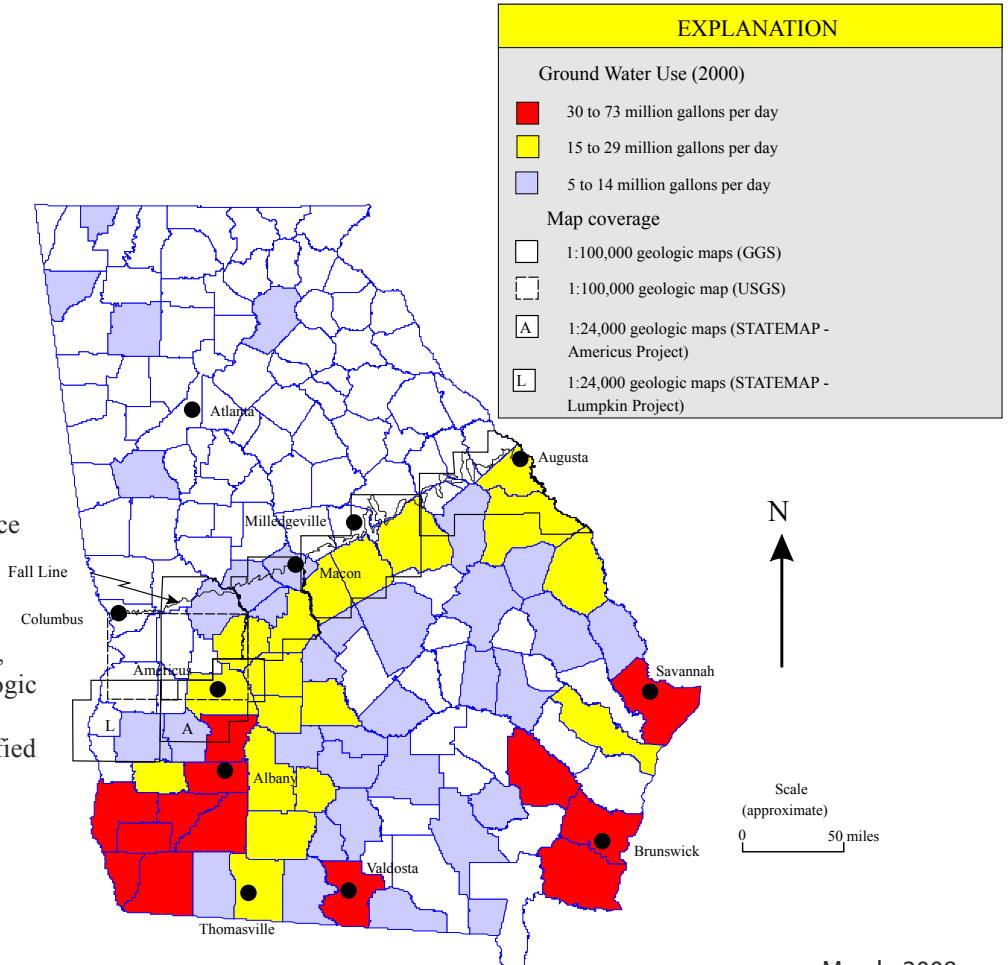 EXPLANATION
Ground Water Use (2000)
30 to 73 million gallons per day
15 to 29 million gallons per day
5 to 14 million gallons per day
Map coverage
1:100,000 geologic maps (GGS)
1:100,000 geologic map (USGS)
A
1:24,000 geologic maps (STATEMAP -
Americus Project)
L
1:24,000 geologic maps (STATEMAP -
Lumpkin Project)
Atlanta
Augusta
Milledgeville
Fall Line
Macon
Columbus
Americus
Savannah
L
A
Albany
Brunswick
Valdosta
Thomasville
N
Scale
(approximate)
0
50 miles